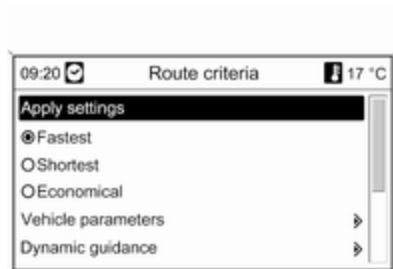 09:20 Route criteria 17 °C
Apply settings
Fastest
Shortest
Economical
Vehicle parameters
Dynamic guidance